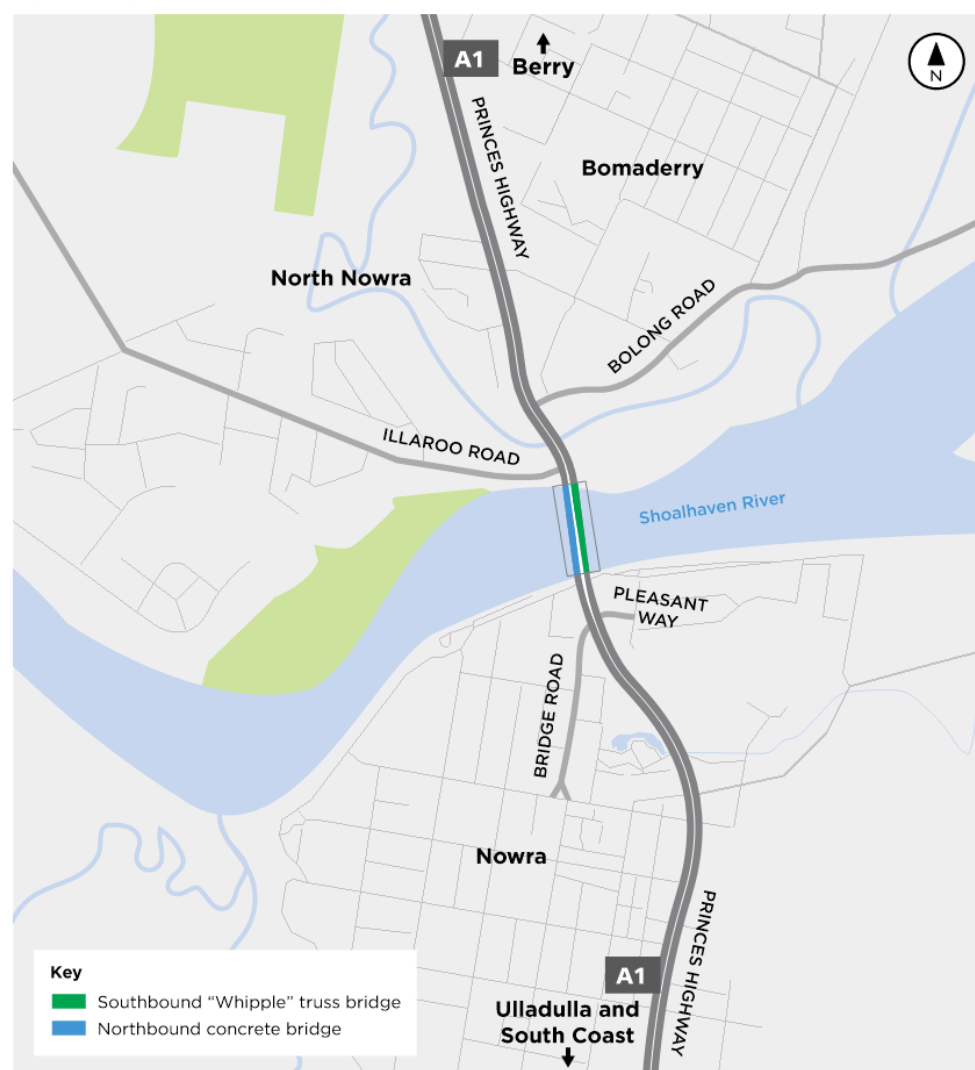 A1
Berry
N
PRINCES HIGHWAY
Bomaderry
North Nowra
BOLONG ROAD
ILLAROO ROAD
Shoalhaven River
PLEASANT
WAY
BRIDGE ROAD
Nowra
PRINCES HIGHWAY
A1
Ulladulla and
South Coast
Key
Southbound “Whipple” truss bridge
Northbound concrete bridge